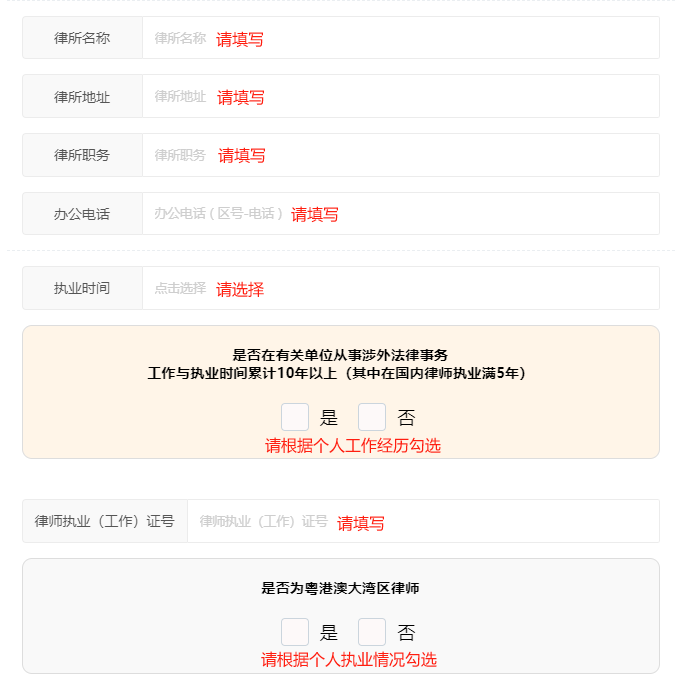 律所名称 律所名称 请填写
律所地址 律所地址 请填写
律所职务 律所职务 请填写
办公电话 办公电话 ( 区号-电话 ) 请填写
执业时间 点击选择 请选择
是否在有关单位从事涉外法律事务
工作与执业时间累计10年以上（其中在国内律师执业满5年）
是 否
请根据个人工作经历勾选
律师执业（工作）证号 律师执业（工作）证号 请填写
是否为粤港澳大湾区律师
是 否
请根据个人执业情况勾选